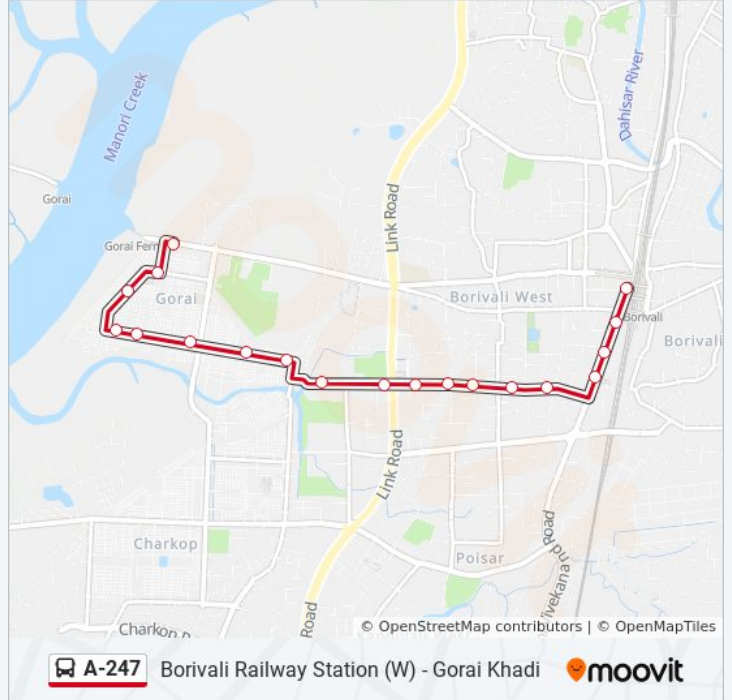 Manori Creek
Dahisar River
Gorai
Link Road
Gorai Ferr
Gorai
Borivali West
Borivali
Borivali
Link Road
Charkop
Poisar
Road
Road
Charkop
© OpenStreetMap contributors | © OpenMapTiles
A-247
Borivali Railway Station (W) - Gorai Khadi
moovit